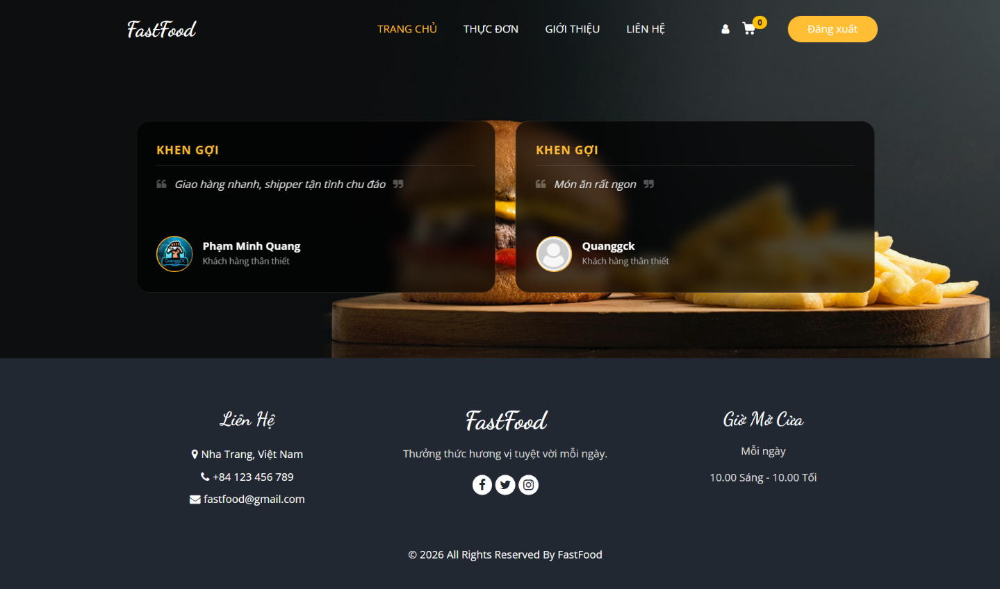 FastFood
TRANG CHỦ THỰC ĐƠN GIỚI THIỆU LIÊN HỆ 0 Đăng xuất
KHEN GỢI
Giao hàng nhanh, shipper tận tình chu đáo
Phạm Minh Quang
Khách hàng thân thiết
KHEN GỢI
Món ăn rất ngon
Quanggck
Khách hàng thân thiết
Liên Hệ
Nha Trang, Việt Nam
+84 123 456 789
fastfood@gmail.com
FastFood
Thưởng thức hương vị tuyệt vời mỗi ngày.
Giờ Mở Cửa
Mỗi ngày
10.00 Sáng - 10.00 Tối
© 2026 All Rights Reserved By FastFood